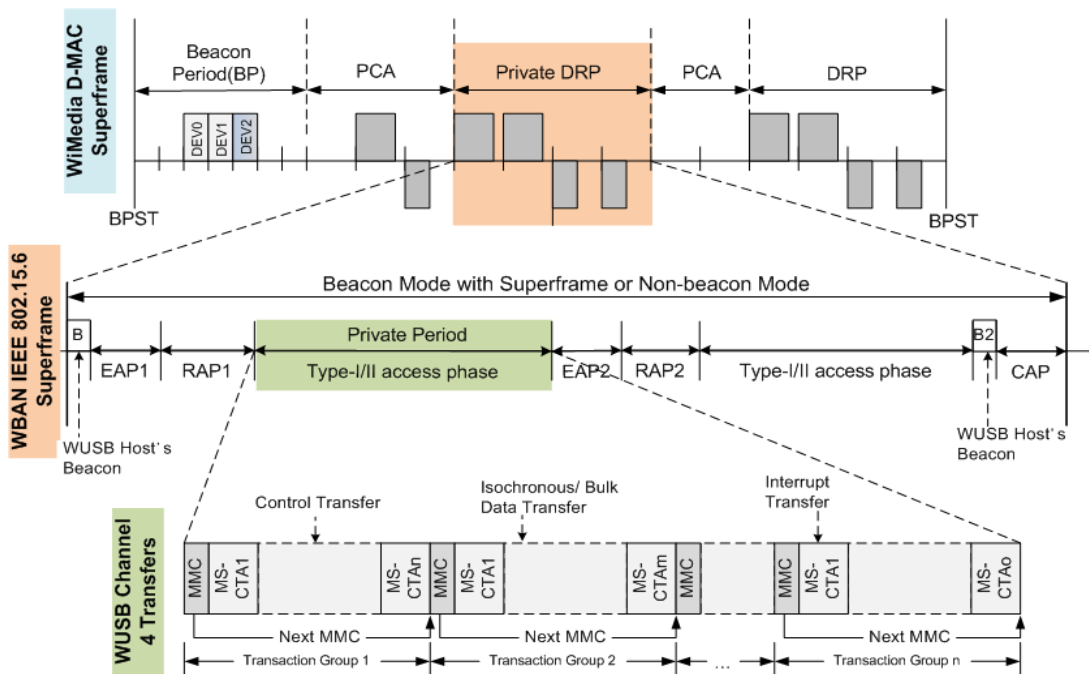 WiMedia D-MAC
Superframe
Beacon
Period(BP)
PCA
Private DRP
PCA
DRP
DEV0
DEV1
DEV2
BPST
BPST
WBAN IEEE 802.15.6
Superframe
Beacon Mode with Superframe or Non-beacon Mode
B
Private Period
B2
EAP1
RAP1
Type-I/II access phase
EAP2
RAP2
Type-I/II access phase
CAP
WUSB Host's
Beacon
WUSB Host's
Beacon
WUSB Channel
4 Transfers
Control Transfer
Isochronous/ Bulk
Data Transfer
Interrupt
Transfer
MMC
MS-
CTA1
MS-
CTAn
MMC
MS-
CTA1
MS-
CTAm
MMC
MMC
MS-
CTA1
MS-
CTAo
Next MMC
Next MMC
Next MMC
Transaction Group 1
Transaction Group 2
...
Transaction Group n